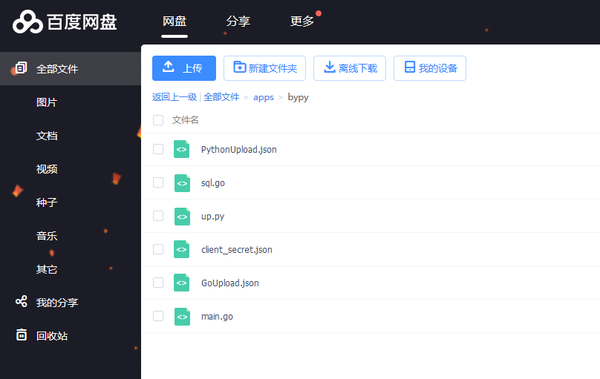 百度网盘 网盘 分享 更多
全部文件
图片
文档
视频
种子
音乐
其它
我的分享
回收站
上传 新建文件夹 离线下载 我的设备
返回上一级 | 全部文件 > apps > bypy
文件名
<> PythonUpload.json
<> sql.go
<> up.py
<> client_secret.json
<> GoUpload.json
<> main.go